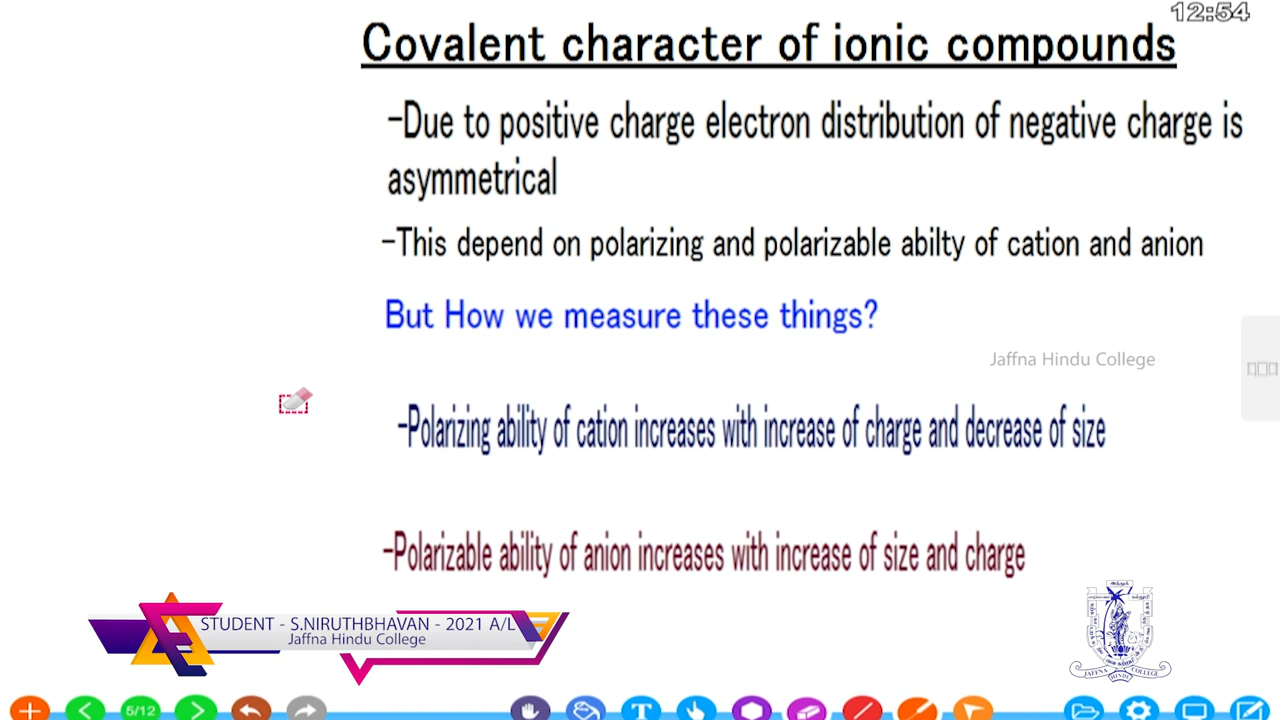 12:54
Covalent character of ionic compounds
-Due to positive charge electron distribution of negative charge is
asymmetrical
-This depend on polarizing and polarizable abilty of cation and anion
But How we measure these things?
Jaffna Hindu College
-Polarizing ability of cation increases with increase of charge and decrease of size
-Polarizable ability of anion increases with increase of size and charge
STUDENT - S.NIRUTHBHAVAN - 2021 A/L
Jaffna Hindu College
JAFFNA HINDU COLLEGE
5/12